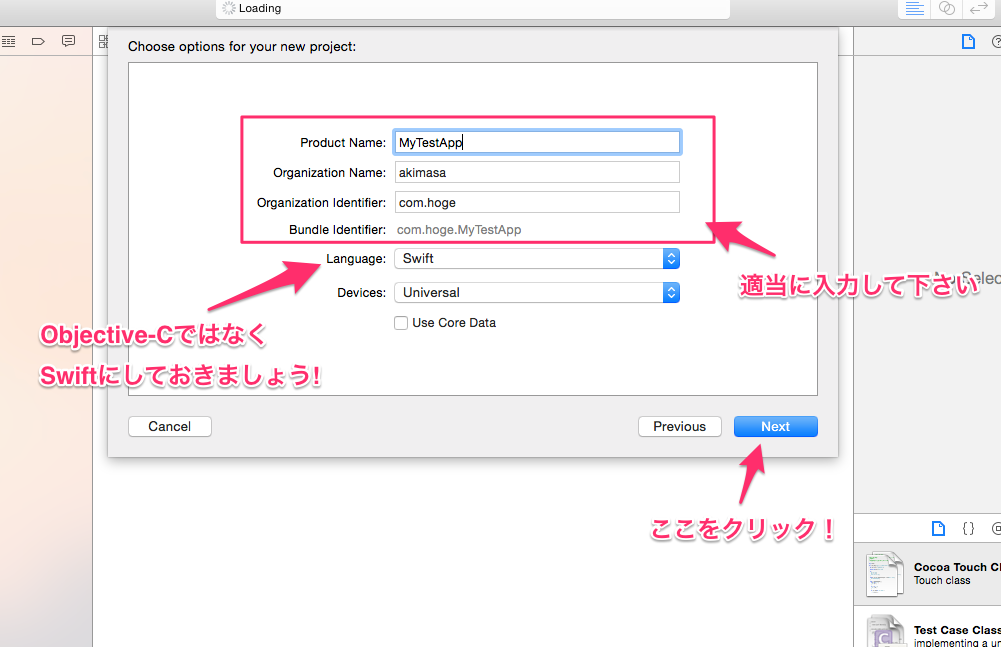 Loading
Choose options for your new project:
Product Name: MyTestApp
Organization Name: akimasa
Organization Identifier: com.hoge
Bundle Identifier: com.hoge.MyTestApp
Language: Swift
適当に入力して下さい
Devices: Universal
Use Core Data
Objective-Cではなく
Swiftにしておきましょう!
Cancel
Previous
Next
ここをクリック！
{ }
Cocoa Touch Cl
Touch class
Test Case Class
implementing a un